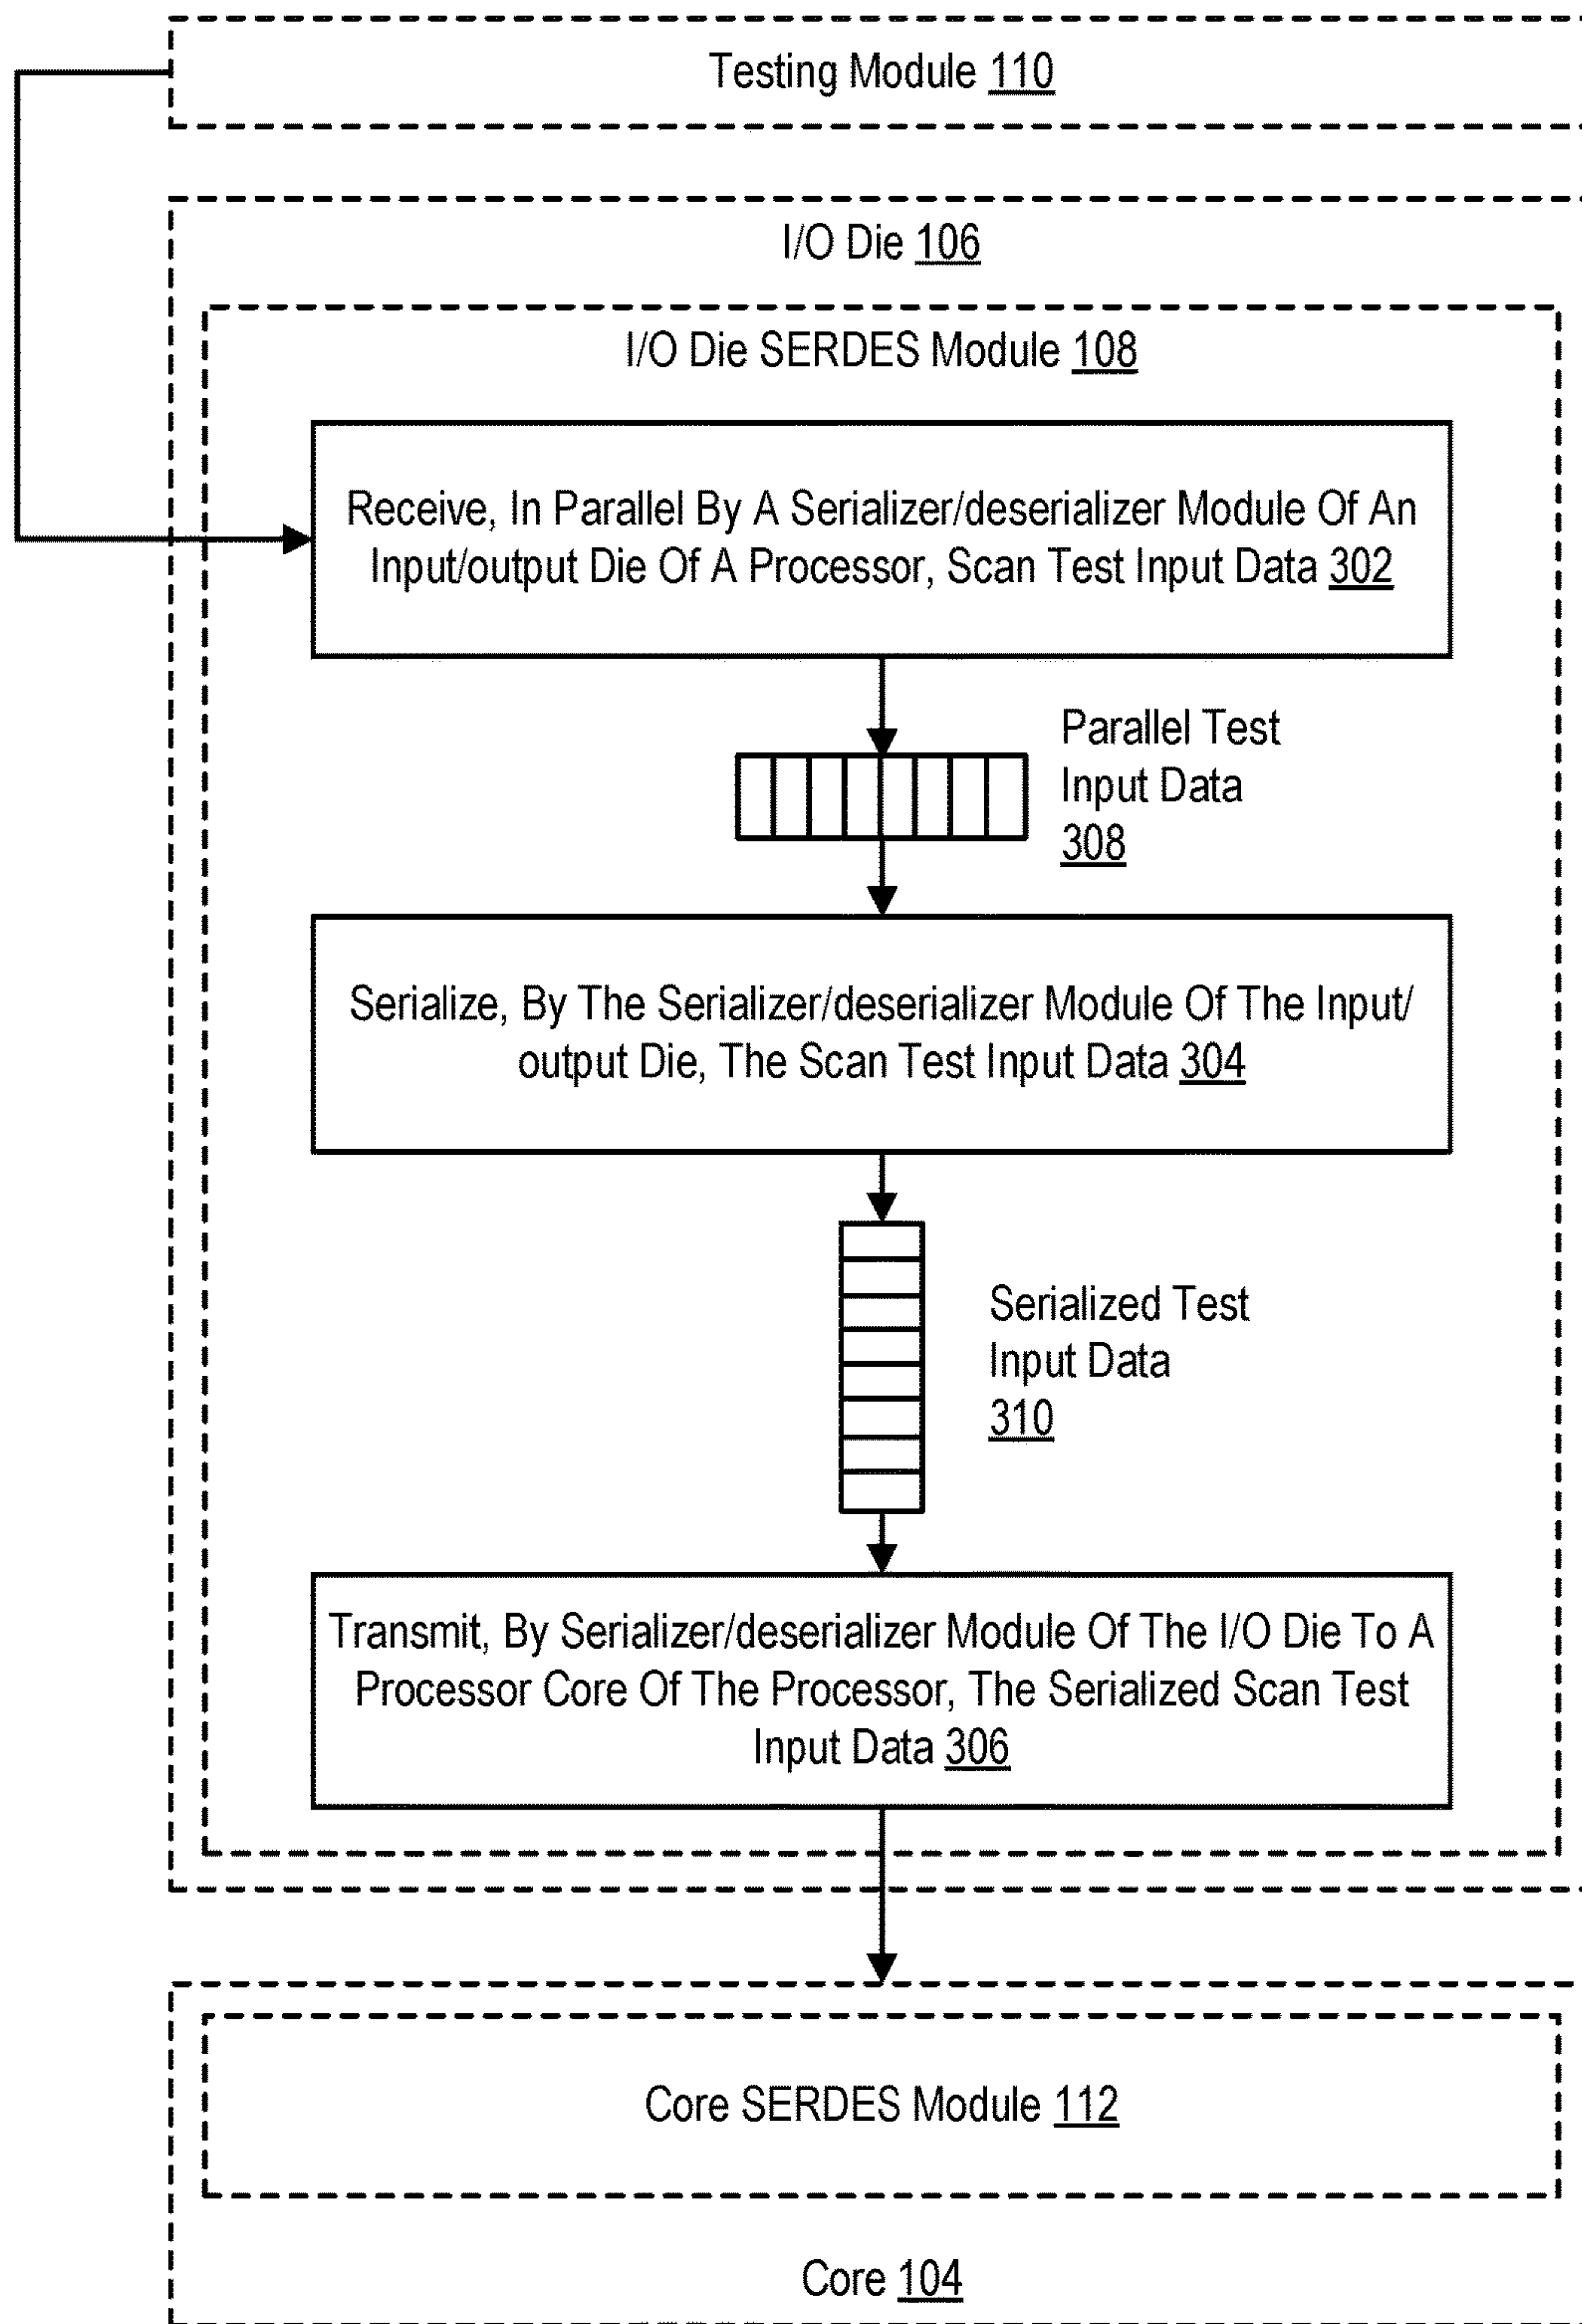 Testing Module 110
I/O Die 106
I/O Die SERDES Module 108
Receive, In Parallel By A Serializer/deserializer Module Of An
Input/output Die Of A Processor, Scan Test Input Data 302
Parallel Test
Input Data
308
Serialize, By The Serializer/deserializer Module Of The Input/
output Die, The Scan Test Input Data 304
Serialized Test
Input Data
310
Transmit, By Serializer/deserializer Module Of The I/O Die To A
Processor Core Of The Processor, The Serialized Scan Test
Input Data 306
Core SERDES Module 112
Core 104